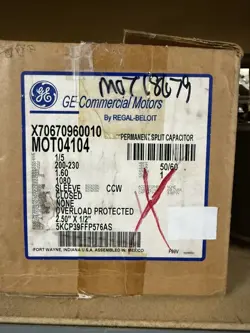 MOT18679
GE Commercial Motors
By REGAL-BELOIT
X70670960010
PERMANENT SPLIT CAPACITOR
MOT04104
1/5 50/60
200-230 1
1.60
1080
SLEEVE CCW
CLOSED
NONE
OVERLOAD PROTECTED
2.50" X 1/2"
5KCP39FFP576AS
FORT WAYNE, INDIANA U.S.A. ASSEMBLED IN MEXICO